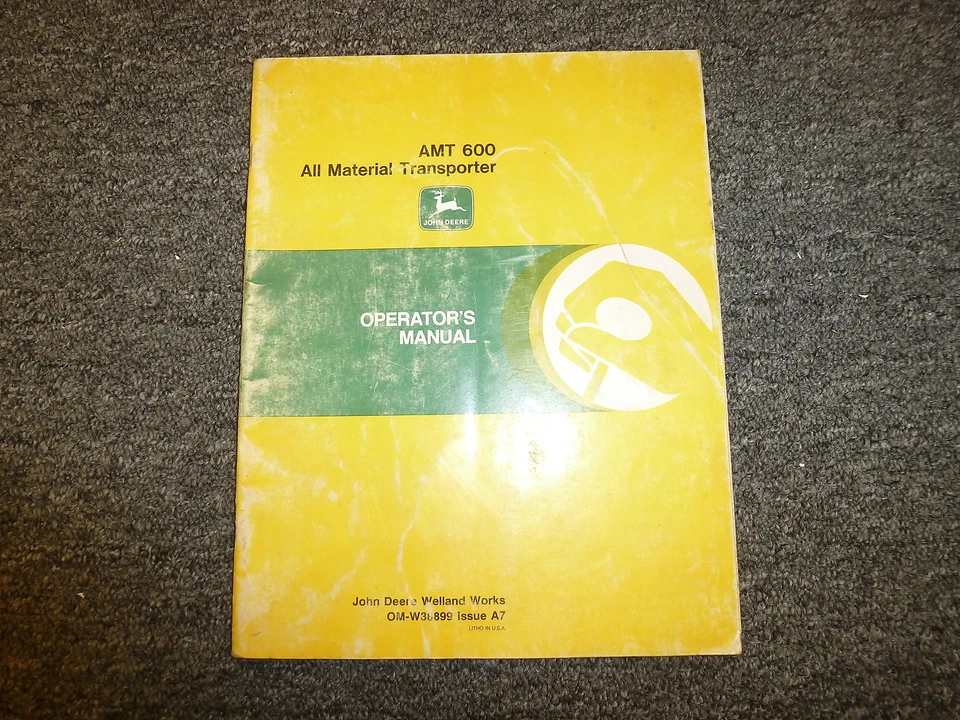 AMT 600
All Material Transporter
JOHN DEERE
OPERATOR'S
MANUAL
John Deere Welland Works
OM-W38899 Issue A7
LITHO IN U.S.A.